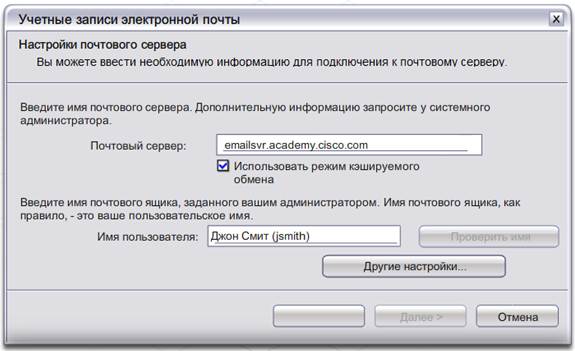 Учетные записи электронной почты
X
Настройки почтового сервера
Вы можете ввести необходимую информацию для подключения к почтовому серверу.
Введите имя почтового сервера. Дополнительную информацию запросите у системного
администратора.
Почтовый сервер: emailsvr.academy.cisco.com
Использовать режим кэшируемого
обмена
Введите имя почтового ящика, заданного вашим администратором. Имя почтового ящика, как
правило, - это ваше пользовательское имя.
Имя пользователя: Джон Смит (jsmith) Проверить имя
Другие настройки...
Далее > Отмена